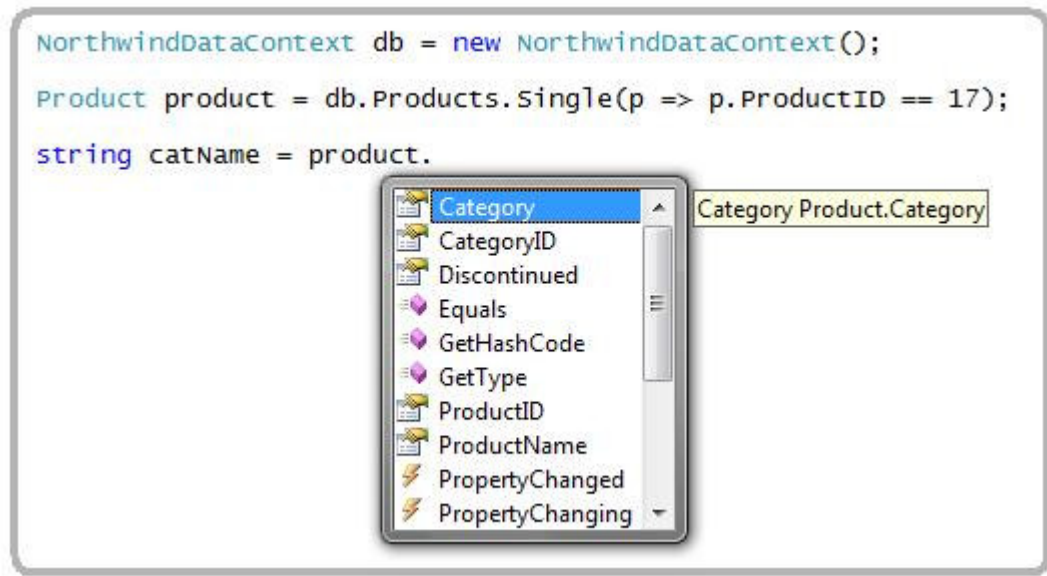 NorthwindDataContext db = new NorthwindDataContext();
Product product = db.Products.Single(p => p.ProductID == 17);
string catName = product.
Category
Category Product.Category
CategoryID
Discontinued
Equals
GetHashCode
GetType
ProductID
ProductName
PropertyChanged
PropertyChanging